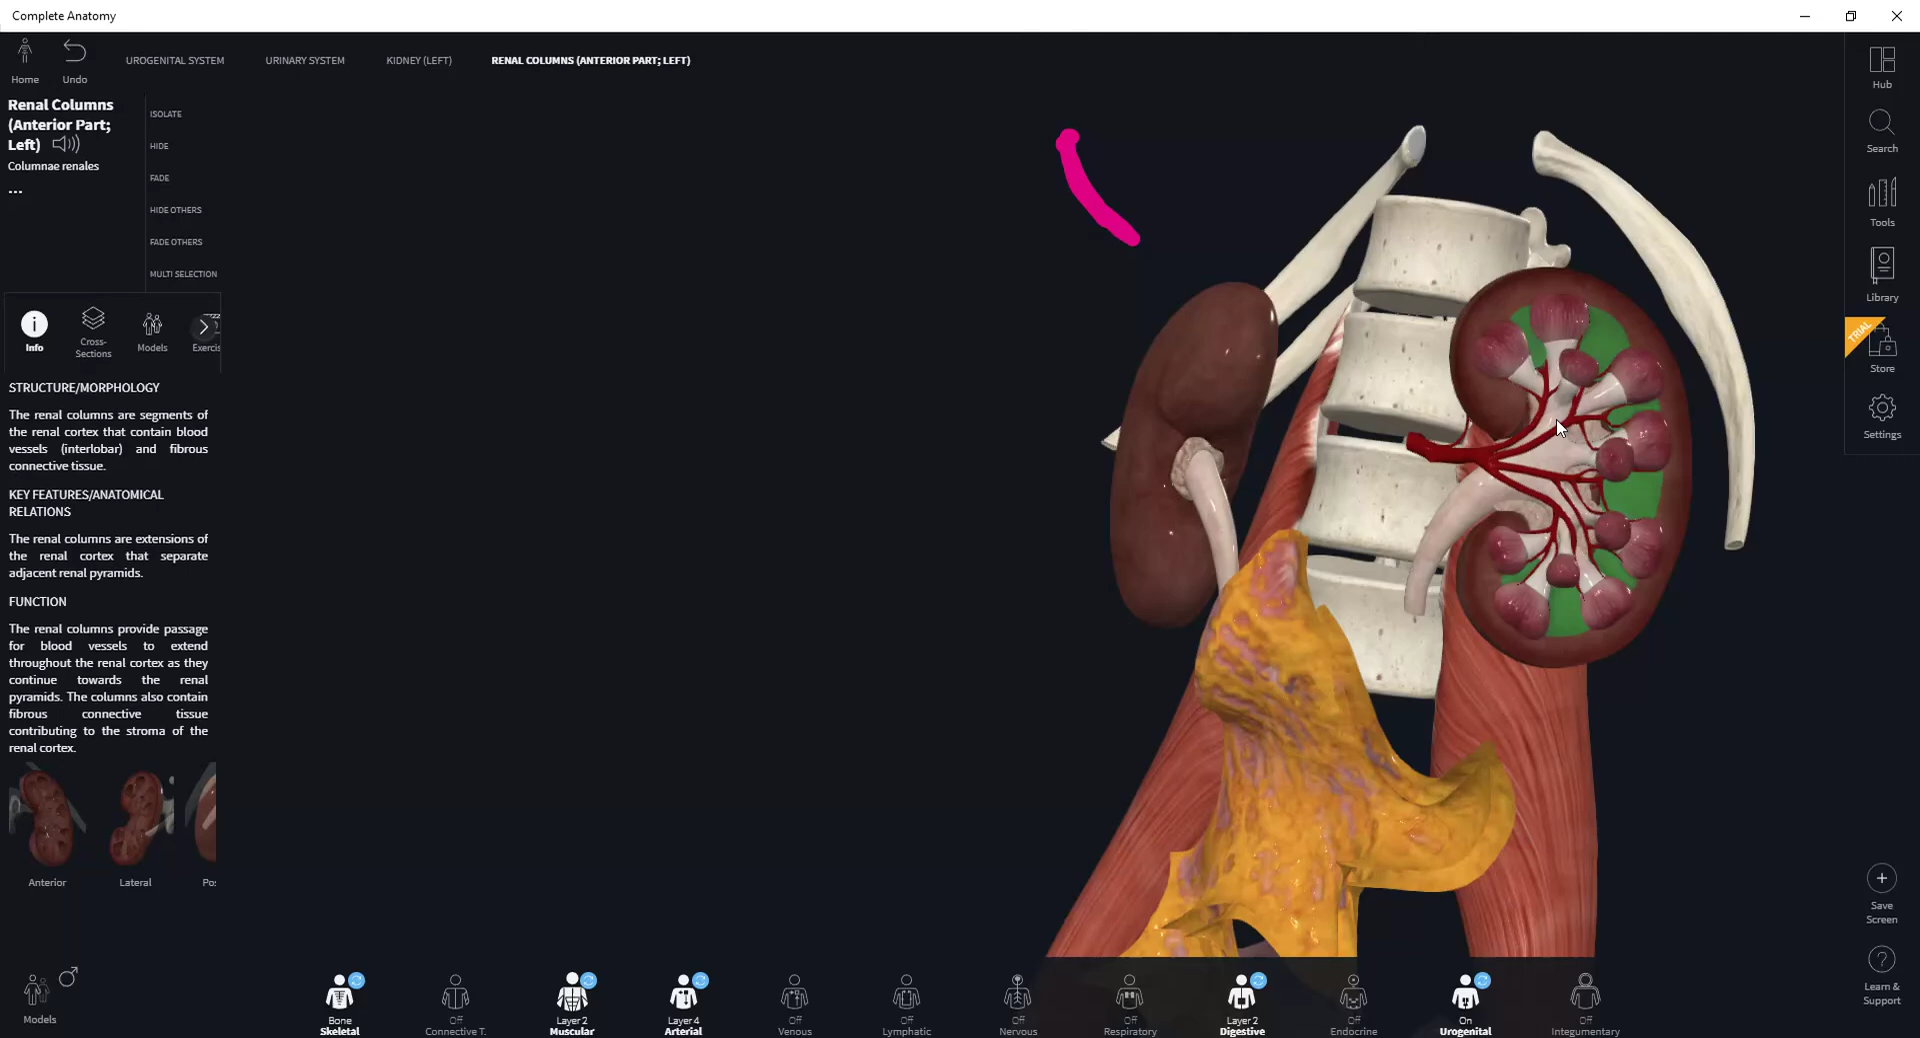 Complete Anatomy
Home
Undo
UROGENITAL SYSTEM
URINARY SYSTEM
KIDNEY (LEFT)
RENAL COLUMNS (ANTERIOR PART; LEFT)
Renal Columns
(Anterior Part;
Left)
Columnae renales
...
ISOLATE
HIDE
FADE
HIDE OTHERS
FADE OTHERS
MULTI SELECTION
Info
Cross-
Sections
Models
Exercis
STRUCTURE/MORPHOLOGY
The renal columns are segments of
the renal cortex that contain blood
vessels (interlobar) and fibrous
connective tissue.
KEY FEATURES/ANATOMICAL
RELATIONS
The renal columns are extensions of
the renal cortex that separate
adjacent renal pyramids.
FUNCTION
The renal columns provide passage
for blood vessels to extend
throughout the renal cortex as they
continue towards the renal
pyramids. The columns also contain
fibrous connective tissue
contributing to the stroma of the
renal cortex.
Anterior
Lateral
Pos
Models
Bone
Skeletal
Off
Connective T.
Layer 2
Muscular
Layer 4
Arterial
Off
Venous
Off
Lymphatic
Off
Nervous
Off
Respiratory
Layer 2
Digestive
Off
Endocrine
On
Urogenital
Off
Integumentary
Hub
Search
Tools
Library
TRIAL
Store
Settings
Save
Screen
Learn &
Support